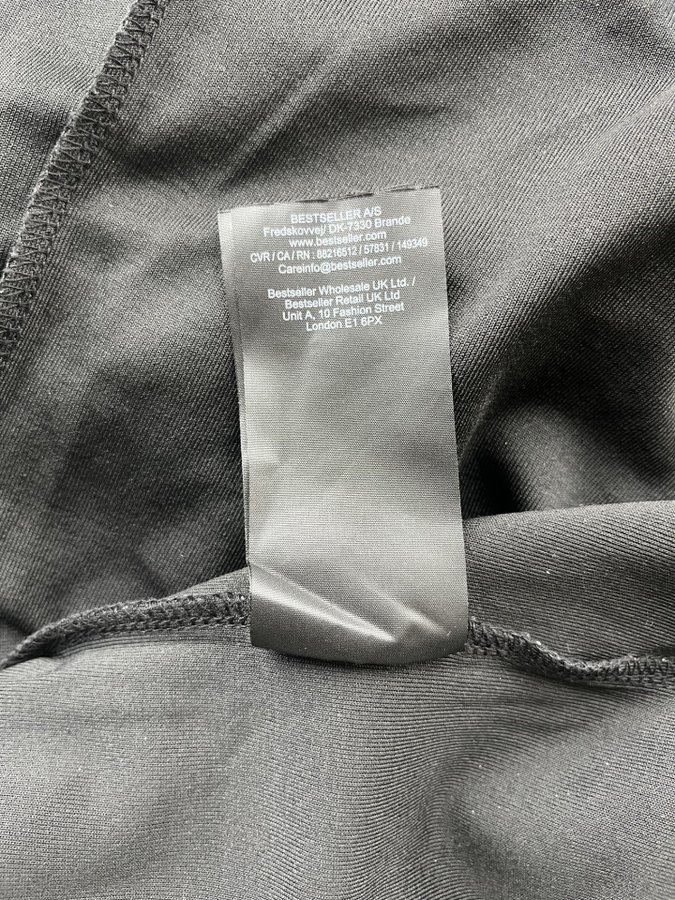 BESTSELLER A/S
Fredskovvej/ DK-7330 Brande
www.bestseller.com
CVR / CA / RN : 88216512 / 57831 / 149349
Careinfo@bestseller.com
Bestseller Wholesale UK Ltd. /
Bestseller Retail UK Ltd
Unit A, 10 Fashion Street
London E1 6PX